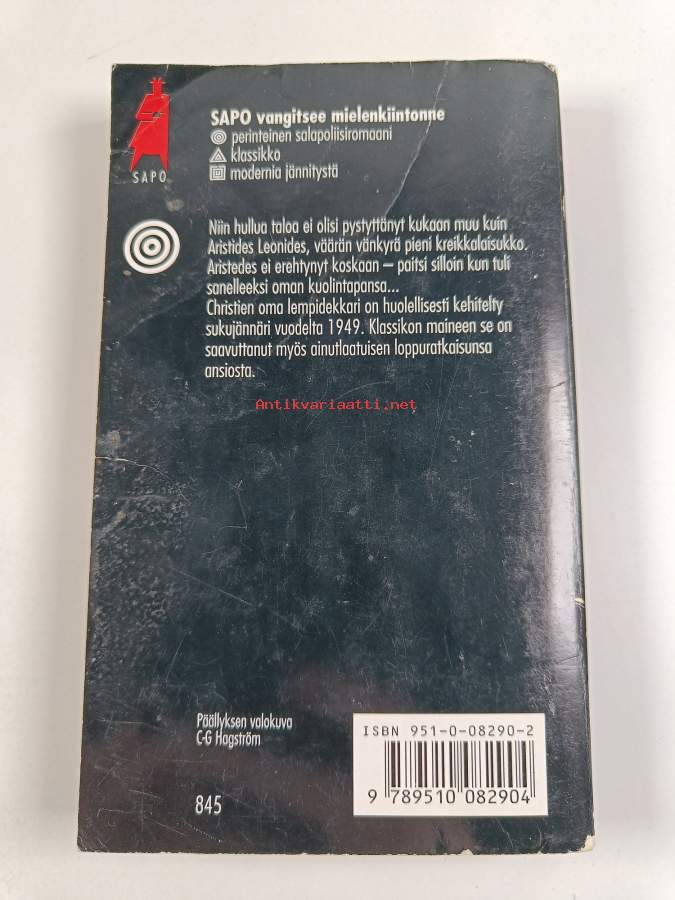 SAPO vangitsee mielenkiintonne
perinteinen salapoliisiromaani
klassikko
modernia jännitystä
SAPO
Niin hullua taloa ei olisi pystyttänyt kukaan muu kuin
Aristides Leonides, väärän vänkyrä pieni kreikkalaisukko.
Aristedes ei erehtynyt koskaan – paitsi silloin kun tuli
sanelleeksi oman kuolintapansa...
Christien oma lempidekkari on huolellisesti kehitelty
sukujännäri vuodelta 1949. Klassikon maineen se on
saavuttanut myös ainutlaatuisen loppuratkaisunsa
ansiosta.
Antikvariaatti.net
Päällyksen valokuva
C-G Hagström
845
ISBN 951-0-08290-2
9 789510 082904